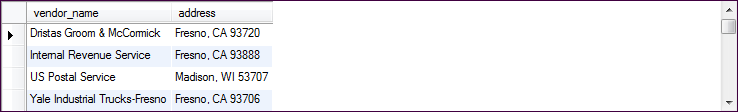 vendor_name address
Dristas Groom & McCormick Fresno, CA 93720
Internal Revenue Service Fresno, CA 93888
US Postal Service Madison, WI 53707
Yale Industrial Trucks-Fresno Fresno, CA 93706